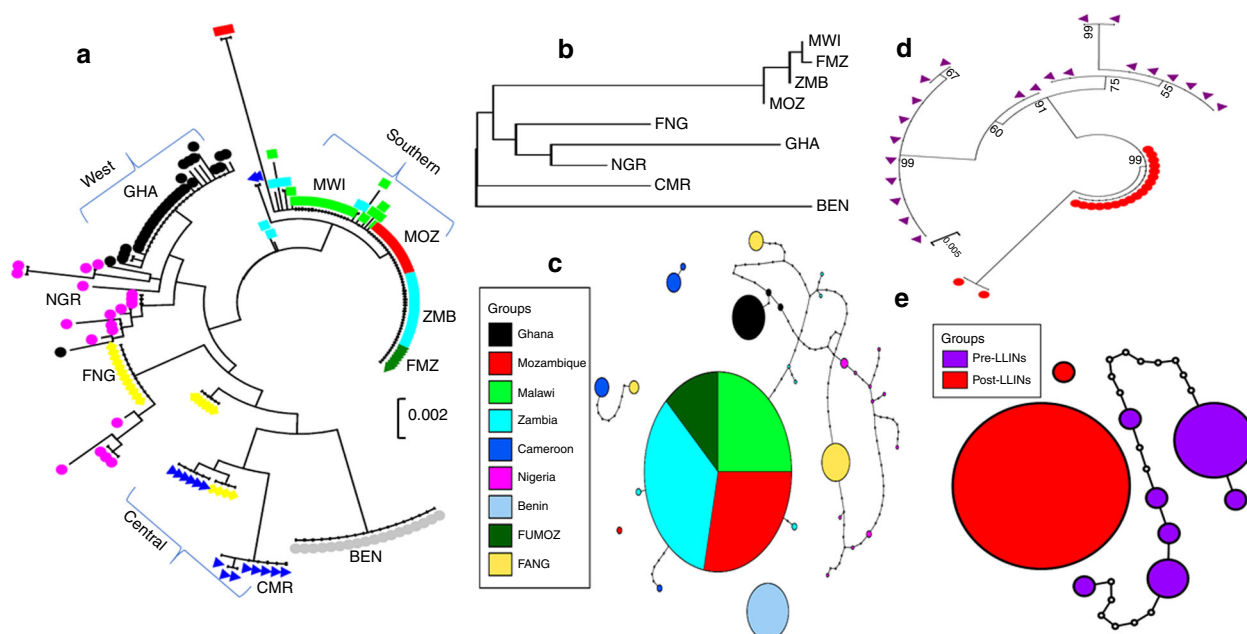 a
West
GHA
NGR
FNG
Central
CMR
BEN
Southern
MWI
MOZ
ZMB
FMZ
0.002
b
MWI
FMZ
ZMB
MOZ
FNG
GHA
NGR
CMR
BEN
c
Groups
Ghana
Mozambique
Malawi
Zambia
Cameroon
Nigeria
Benin
FUMOZ
FANG
d
67
99
99
60
91
75
55
99
0.005
e
Groups
Pre-LLINs
Post-LLINs